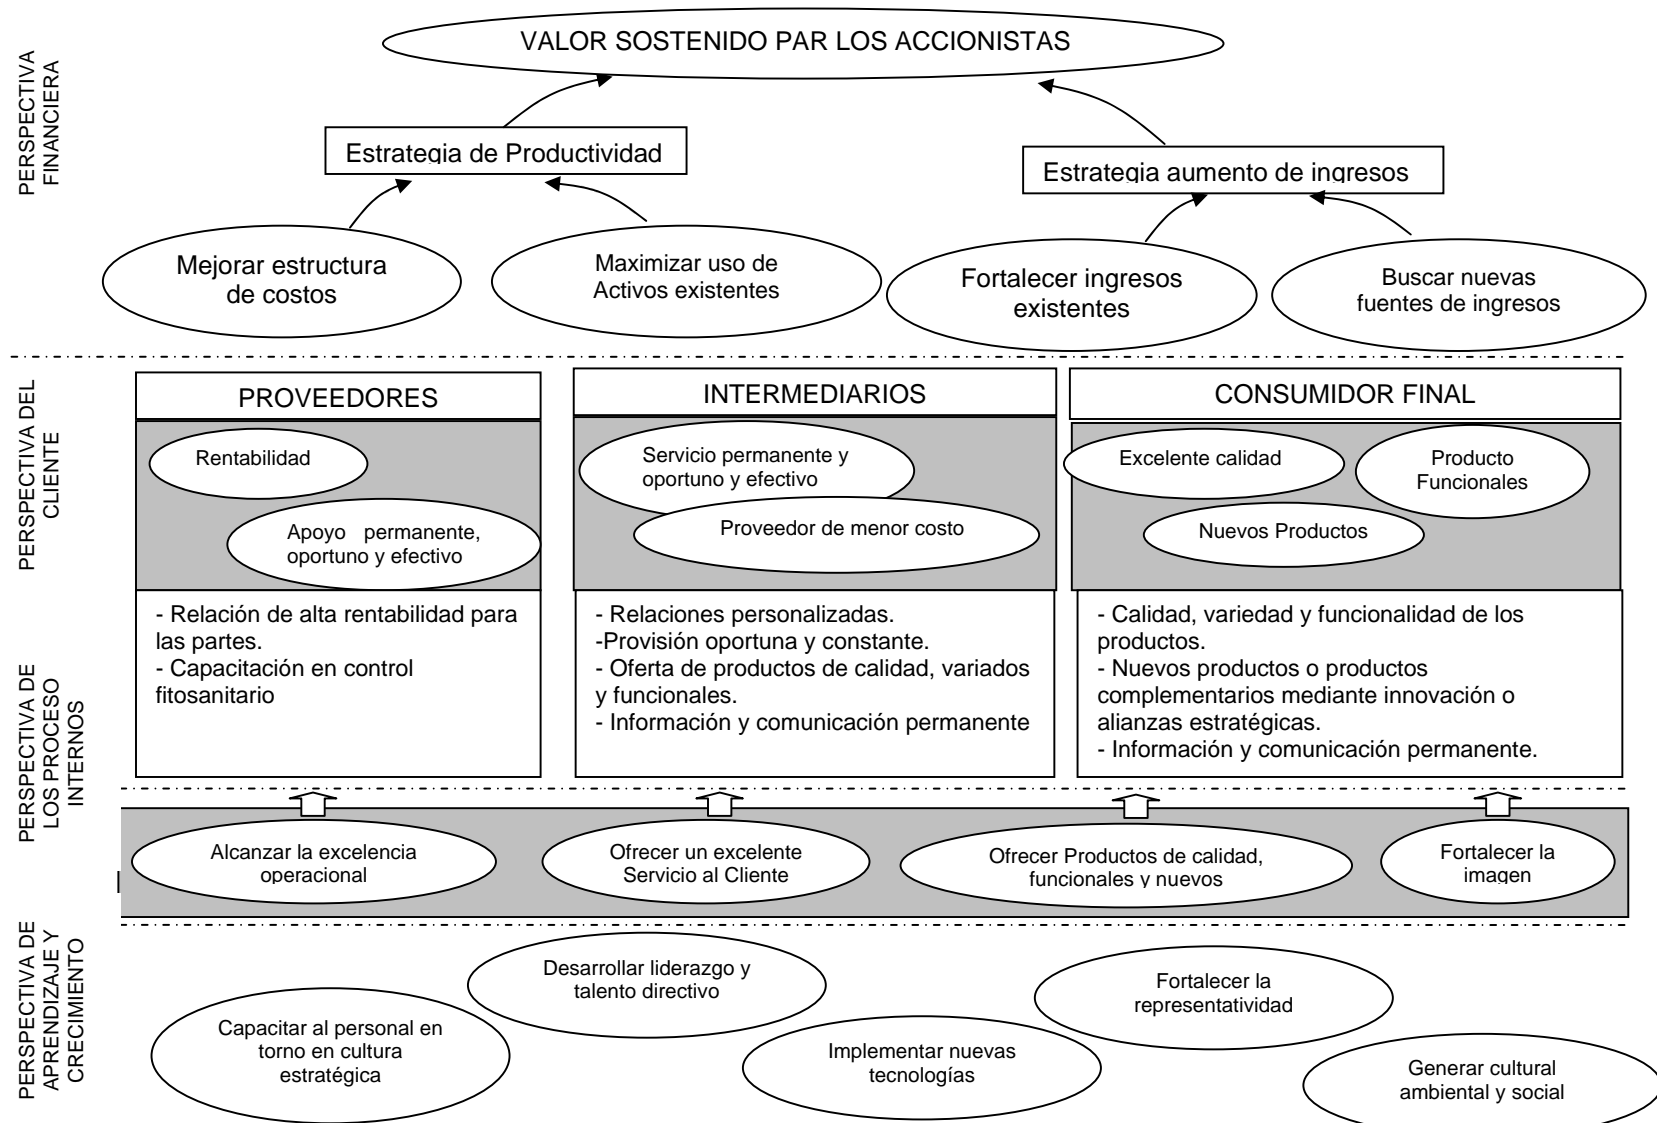 PERSPECTIVA
FINANCIERA
VALOR SOSTENIDO PAR LOS ACCIONISTAS
Estrategia de Productividad
Estrategia aumento de ingresos
Mejorar estructura
de costos
Maximizar uso de
Activos existentes
Fortalecer ingresos
existentes
Buscar nuevas
fuentes de ingresos
PERSPECTIVA DEL
CLIENTE
PROVEEDORES
Rentabilidad
Apoyo permanente,
oportuno y efectivo
- Relación de alta rentabilidad para
las partes.
- Capacitación en control
fitosanitario
INTERMEDIARIOS
Servicio permanente y
oportuno y efectivo
Proveedor de menor costo
- Relaciones personalizadas.
-Provisión oportuna y constante.
- Oferta de productos de calidad, variados
y funcionales.
- Información y comunicación permanente
CONSUMIDOR FINAL
Excelente calidad
Producto
Funcionales
Nuevos Productos
- Calidad, variedad y funcionalidad de los
productos.
- Nuevos productos o productos
complementarios mediante innovación o
alianzas estratégicas.
- Información y comunicación permanente.
PERSPECTIVA DE
LOS PROCESO
INTERNOS
Alcanzar la excelencia
operacional
Ofrecer un excelente
Servicio al Cliente
Ofrecer Productos de calidad,
funcionales y nuevos
Fortalecer la
imagen
PERSPECTIVA DE
APRENDIZAJE Y
CRECIMIENTO
Capacitar al personal en
torno en cultura
estratégica
Desarrollar liderazgo y
talento directivo
Implementar nuevas
tecnologías
Fortalecer la
representatividad
Generar cultural
ambiental y social